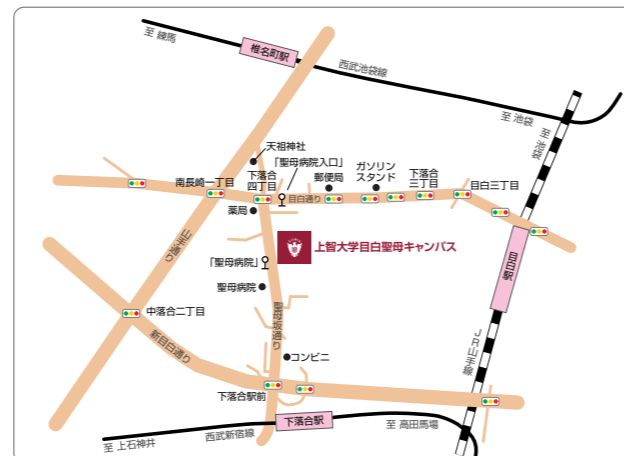 至 練馬
椎名町駅
西武池袋線
至 池袋
至 池袋
天祖神社
「聖母病院入口」
南長崎一丁目
下落合
四丁目
郵便局
ガソリン
スタンド
下落合
三丁目
目白三丁目
目白通り
薬局
山手通り
上智大学目白聖母キャンパス
「聖母病院」
聖母病院
目白駅
中落合二丁目
聖母坂通り
新目白通り
コンビニ
JR山手線
下落合駅前
下落合駅
至 高田馬場
西武新宿線
至 上石神井